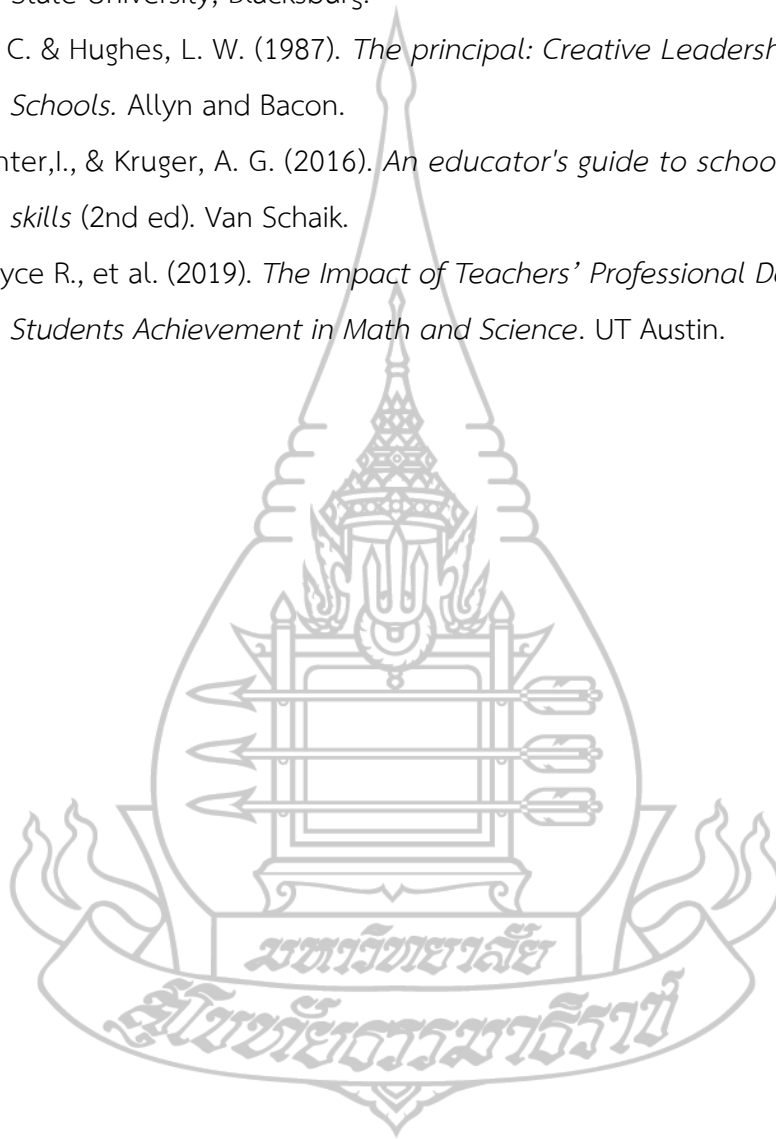 State University, Blacksburg.
C. & Hughes, L. W. (1987). The principal: Creative Leadersh
Schools. Allyn and Bacon.
nter,I., & Kruger, A. G. (2016). An educator's guide to schoo
skills (2nd ed). Van Schaik.
yce R., et al. (2019). The Impact of Teachers’ Professional D
Students Achievement in Math and Science. UT Austin.
มหาวิทยาลัย
สุโขทัยธรรมาธิราช